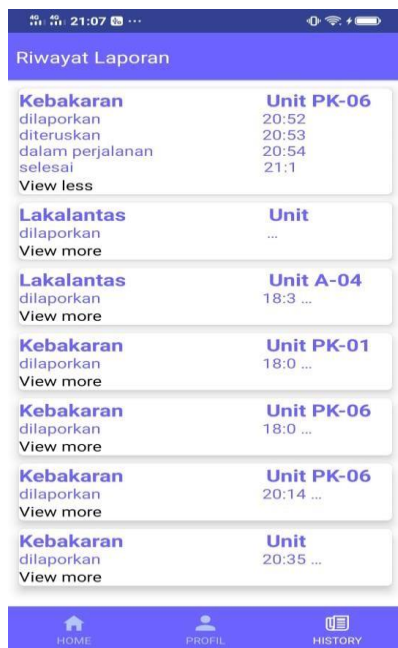 4G 4G 21:07 ...
Riwayat Laporan
Kebakaran Unit PK-06
dilaporkan 20:52
diteruskan 20:53
dalam perjalanan 20:54
selesai 21:1
View less
Lakalantas Unit
dilaporkan ...
View more
Lakalantas Unit A-04
dilaporkan 18:3 ...
View more
Kebakaran Unit PK-01
dilaporkan 18:0 ...
View more
Kebakaran Unit PK-06
dilaporkan 18:0 ...
View more
Kebakaran Unit PK-06
dilaporkan 20:14 ...
View more
Kebakaran Unit
dilaporkan 20:35 ...
View more
HOME PROFIL HISTORY